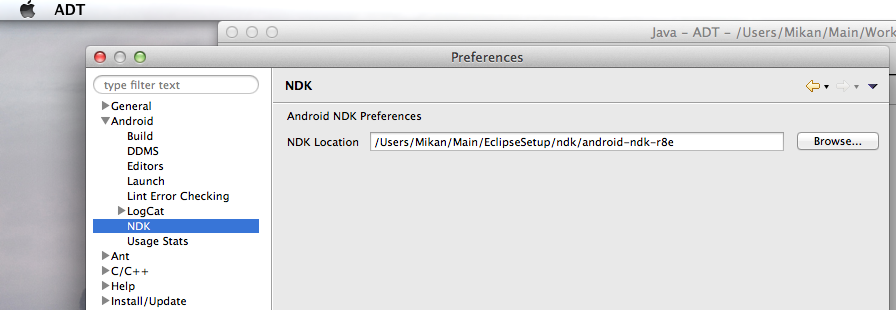 ADT
Java - ADT - /Users/Mikan/Main/Work
Preferences
type filter text
General
Android
Build
DDMS
Editors
Launch
Lint Error Checking
LogCat
NDK
Usage Stats
Ant
C/C++
Help
Install/Update
NDK
Android NDK Preferences
NDK Location /Users/Mikan/Main/EclipseSetup/ndk/android-ndk-r8e Browse...